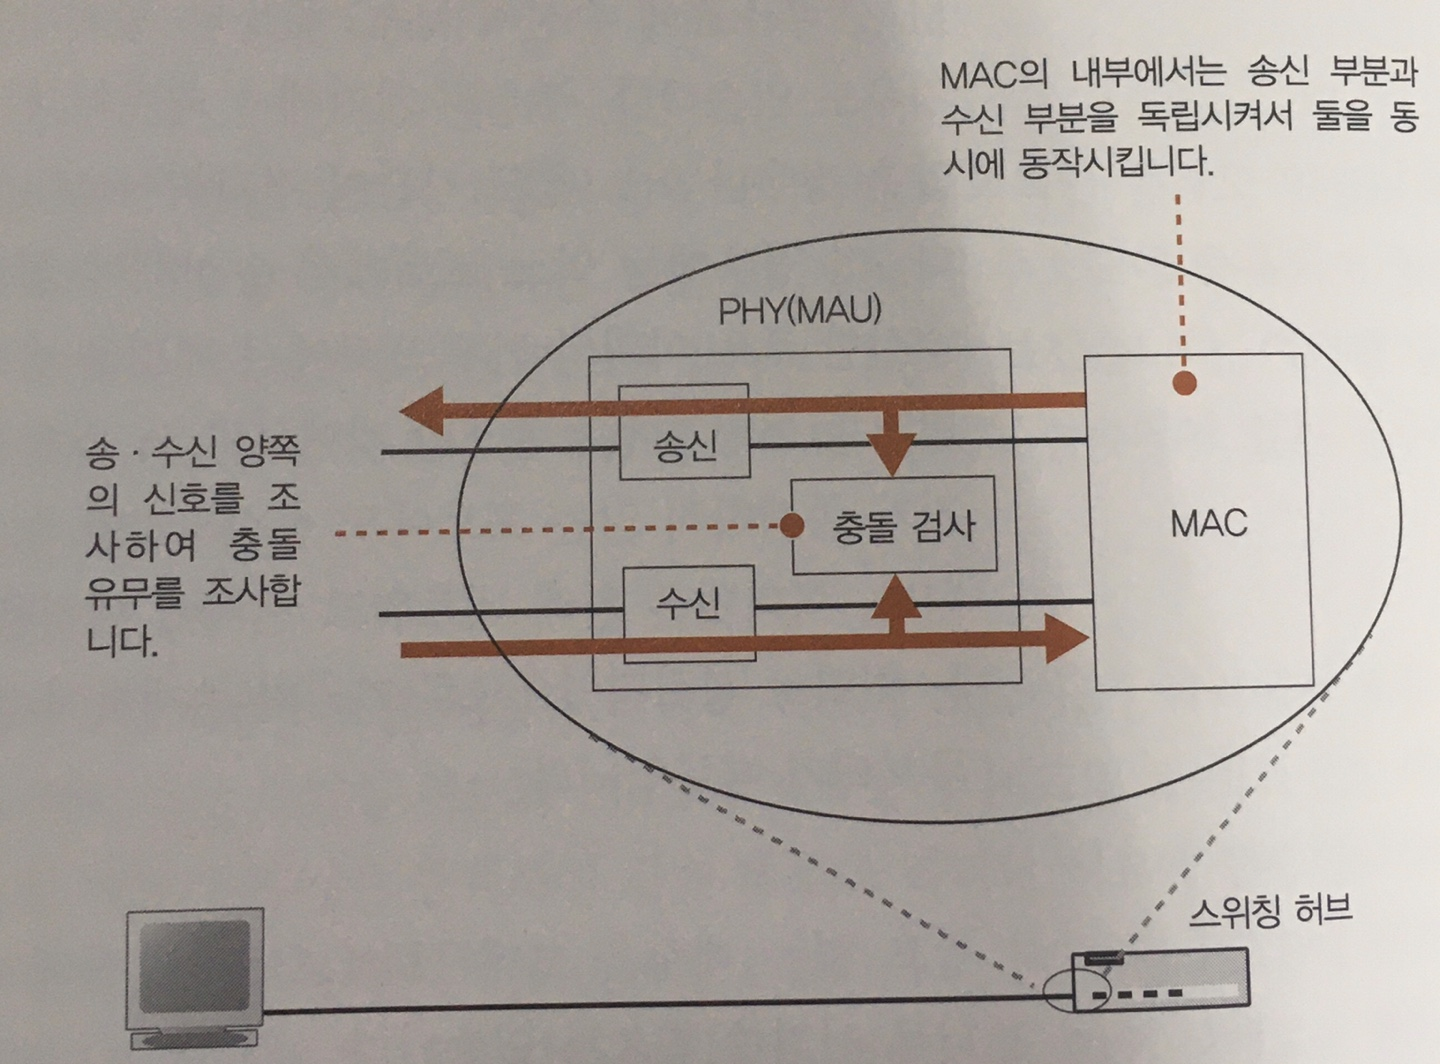 MAC의 내부에서는 송신 부분과
수신 부분을 독립시켜서 둘을 동
시에 동작시킵니다.
PHY(MAU)
송신
송·수신 양쪽
의 신호를 조
사하여 충돌
유무를 조사합
니다.
충돌 검사
MAC
수신
스위칭 허브